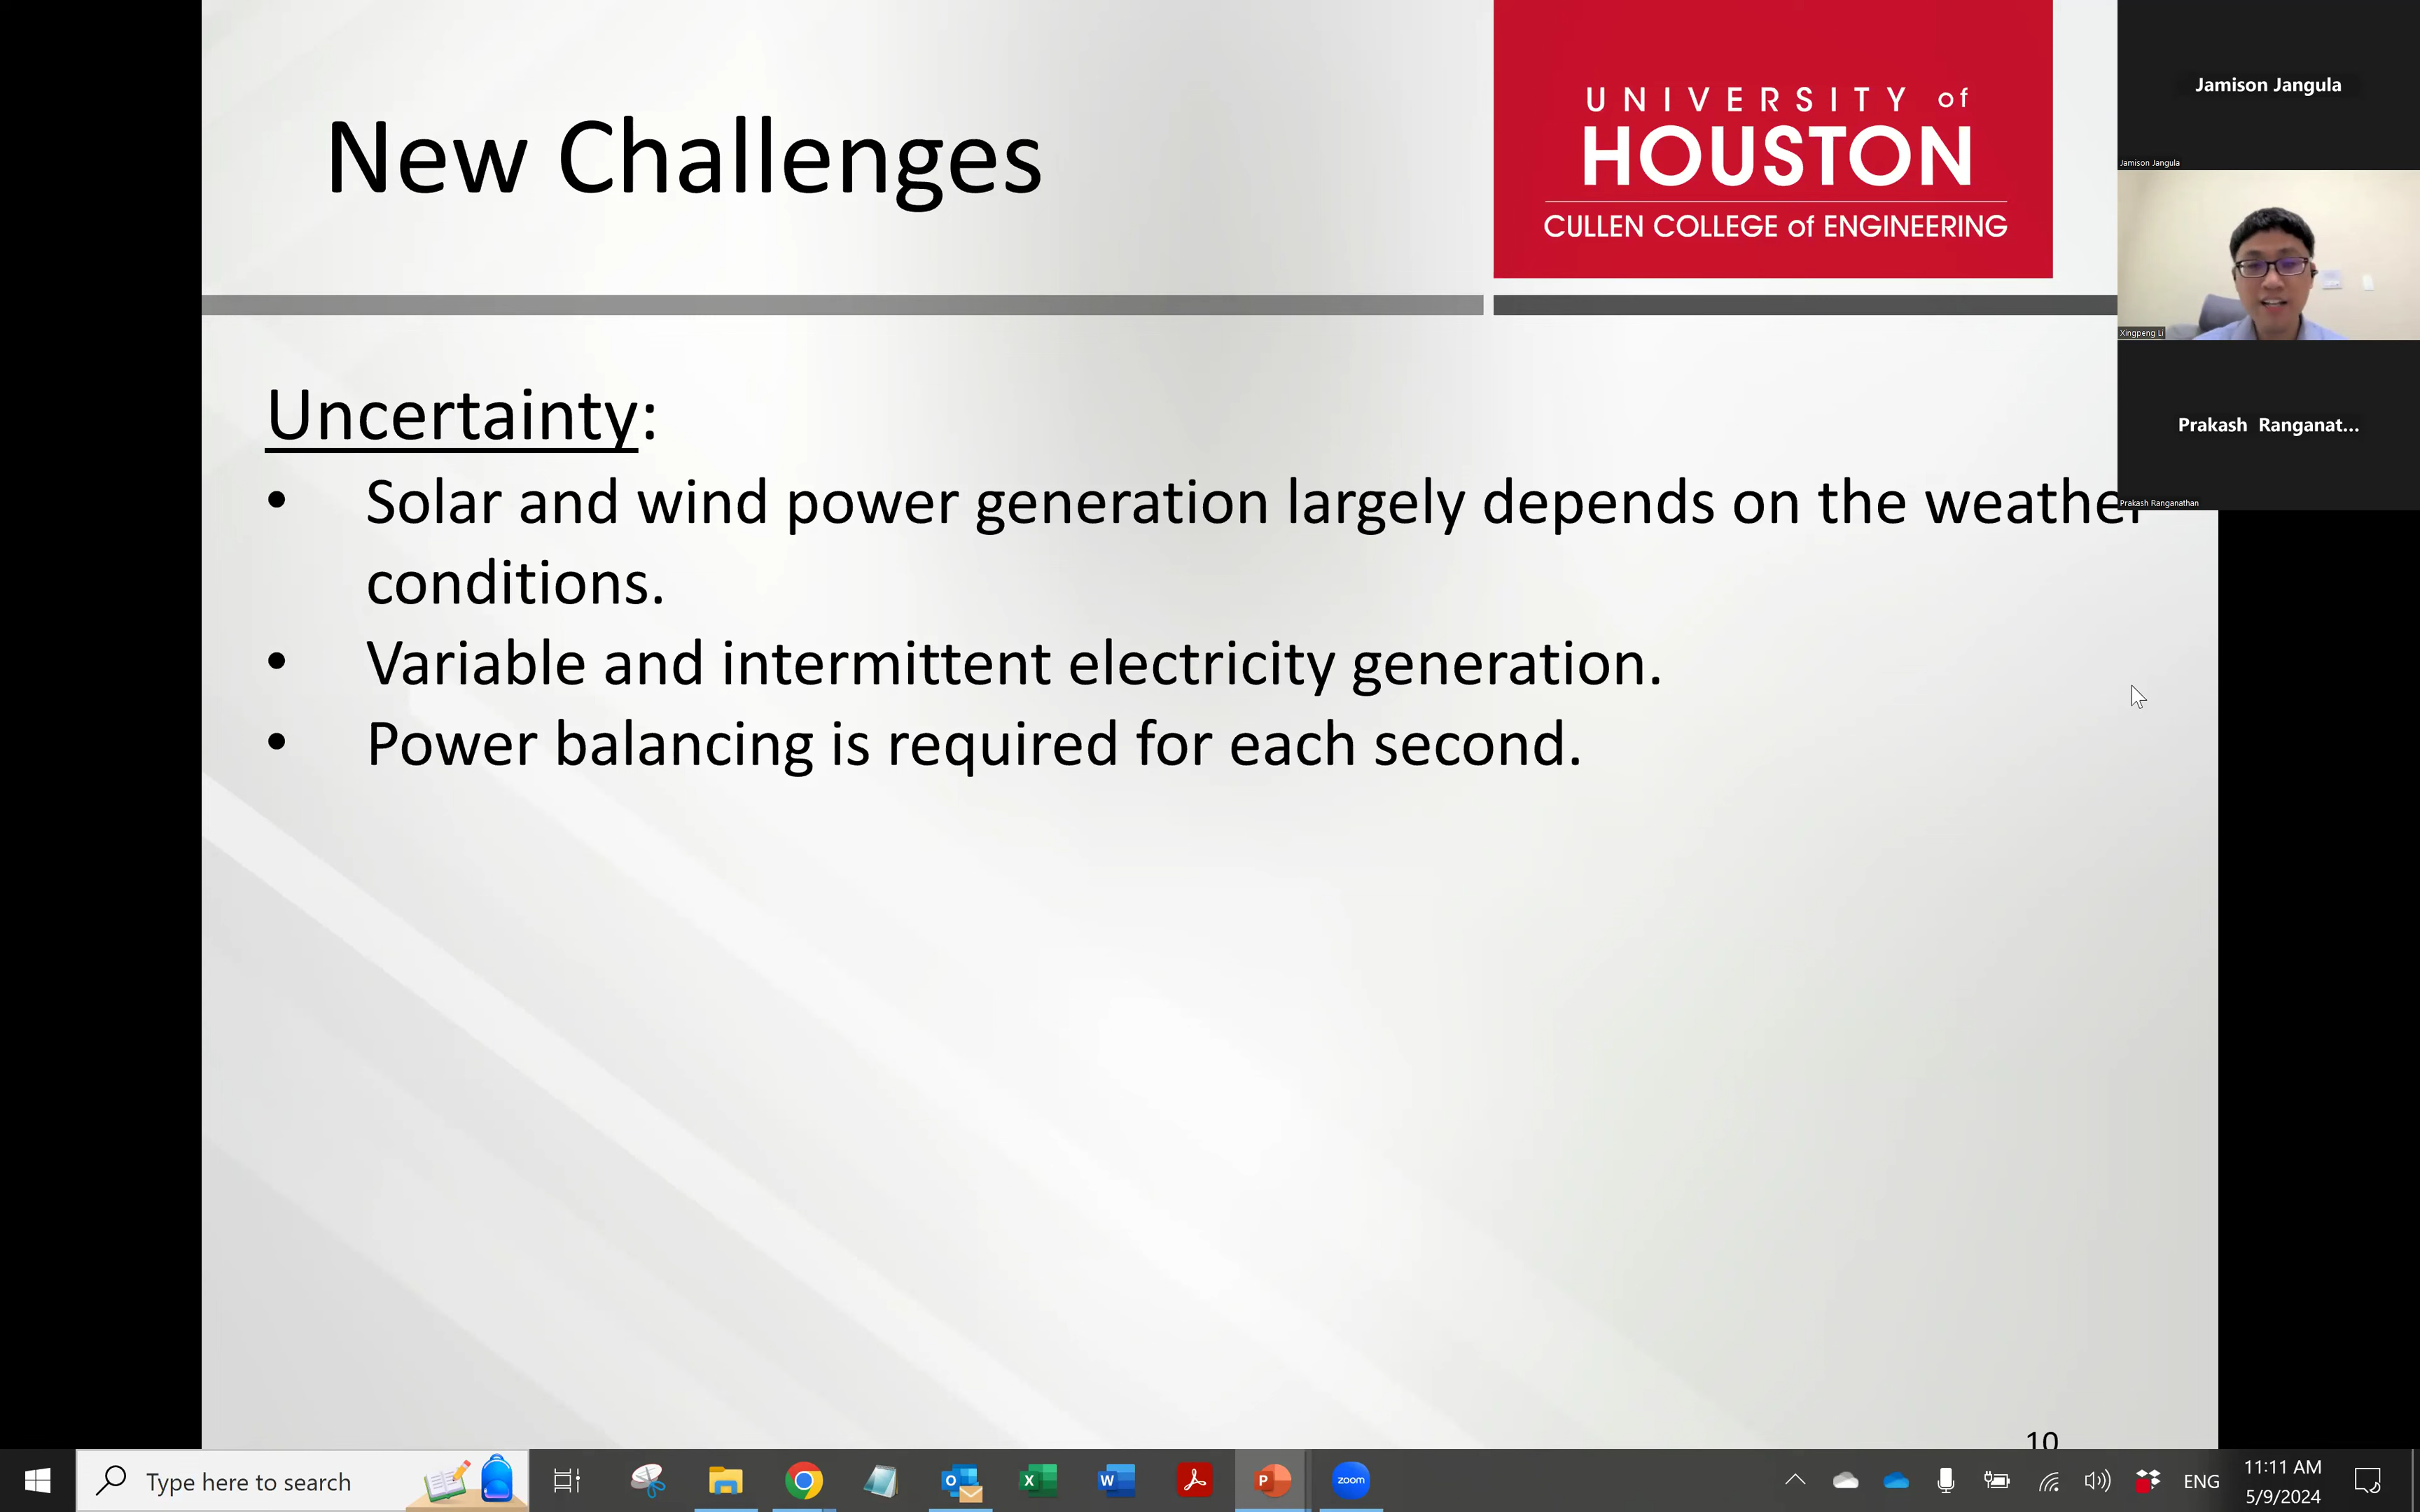 New Challenges
UNIVERSITY of
HOUSTON
CULLEN COLLEGE of ENGINEERING
Jamison Jangula
Jamison Jangula
Xingpeng Li
Prakash Ranganat...
Prakash Ranganathan
Uncertainty:
• Solar and wind power generation largely depends on the weather
conditions.
• Variable and intermittent electricity generation.
• Power balancing is required for each second.
10
Type here to search
zoom
ENG
11:11 AM
5/9/2024